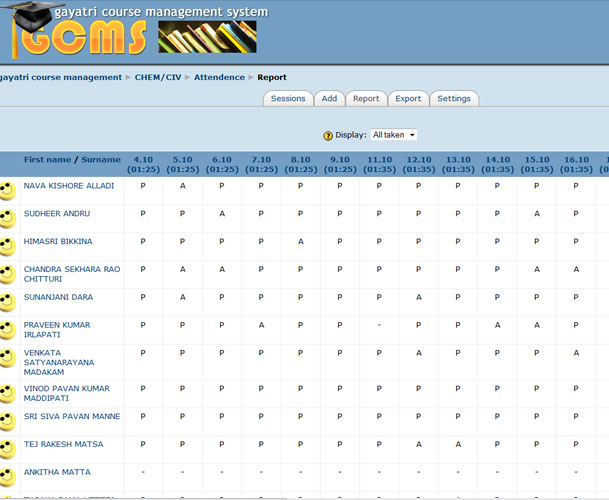 gayatri course management system
GCMS
gayatri course management ► CHEM/CIV ► Attendence ► Report
Sessions Add Report Export Settings
Display: All taken
First name / Surname 4.10 5.10 6.10 7.10 8.10 9.10 11.10 12.10 13.10 14.10 15.10 16.10
(01:25) (01:25) (01:25) (01:25) (01:25) (01:25) (01:35) (01:35) (01:35) (01:35) (01:35) (01:35)
NAVA KISHORE ALLADI P A P P P P P P P P P P
SUDHEER ANDRU P P A P P P P P P P A P
HIMASRI BIKKINA P P P P A P P P P P P P
CHANDRA SEKHARA RAO P A A P P P P P P P A A
CHITTURI
SUNANJANI DARA P A P P P P P A P P P P
PRAVEEN KUMAR P P P A P P - P P A A P
IRLAPATI
VENKATA P P P P P P P A P P P A
SATYANARAYANA
MADAKAM
VINOD PAVAN KUMAR P P P P P P P P P P P P
MADDIPATI
SRI SIVA PAVAN MANNE P P P P P P P P P P P P
TEJ RAKESH MATSA P P P P P P P A A P P P
ANKITHA MATTA - - - - - - - - - - - -